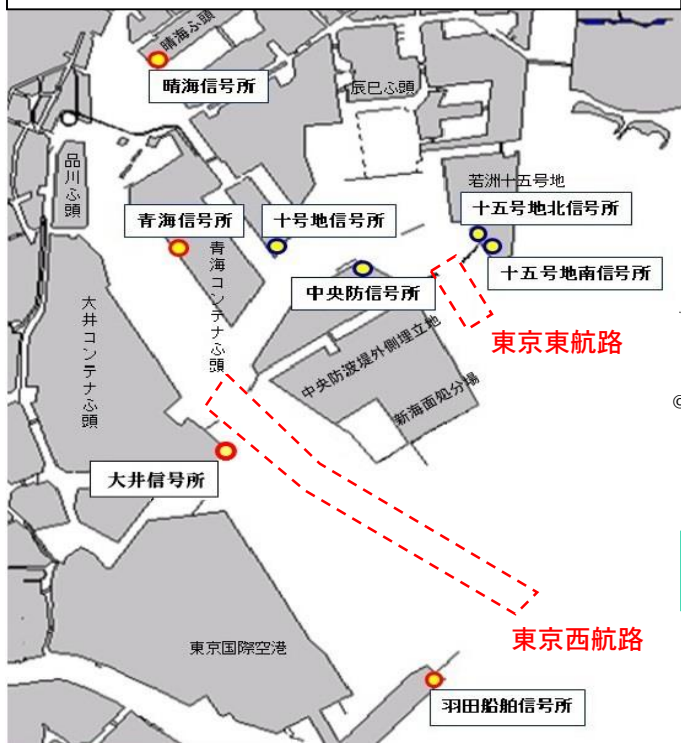 晴海ふ頭
晴海信号所
辰巳ふ頭
品川ふ頭
若洲十五号地
十五号地北信号所
青海信号所
十号地信号所
青海コンテナふ頭
十五号地南信号所
中央防信号所
大井コンテナふ頭
東京東航路
中央防波堤外側埋立地
新海面処分場
©
大井信号所
東京西航路
東京国際空港
羽田船舶信号所